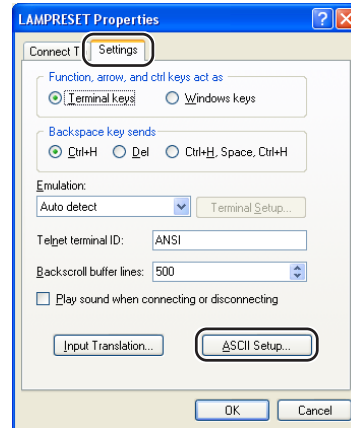 LAMPRESET Properties
Connect T Settings
Function, arrow, and ctrl keys act as
Terminal keys Windows keys
Backspace key sends
Ctrl+H Del Ctrl+H, Space, Ctrl+H
Emulation:
Auto detect Terminal Setup...
Telnet terminal ID: ANSI
Backscroll buffer lines: 500
Play sound when connecting or disconnecting
Input Translation... ASCII Setup...
OK Cancel